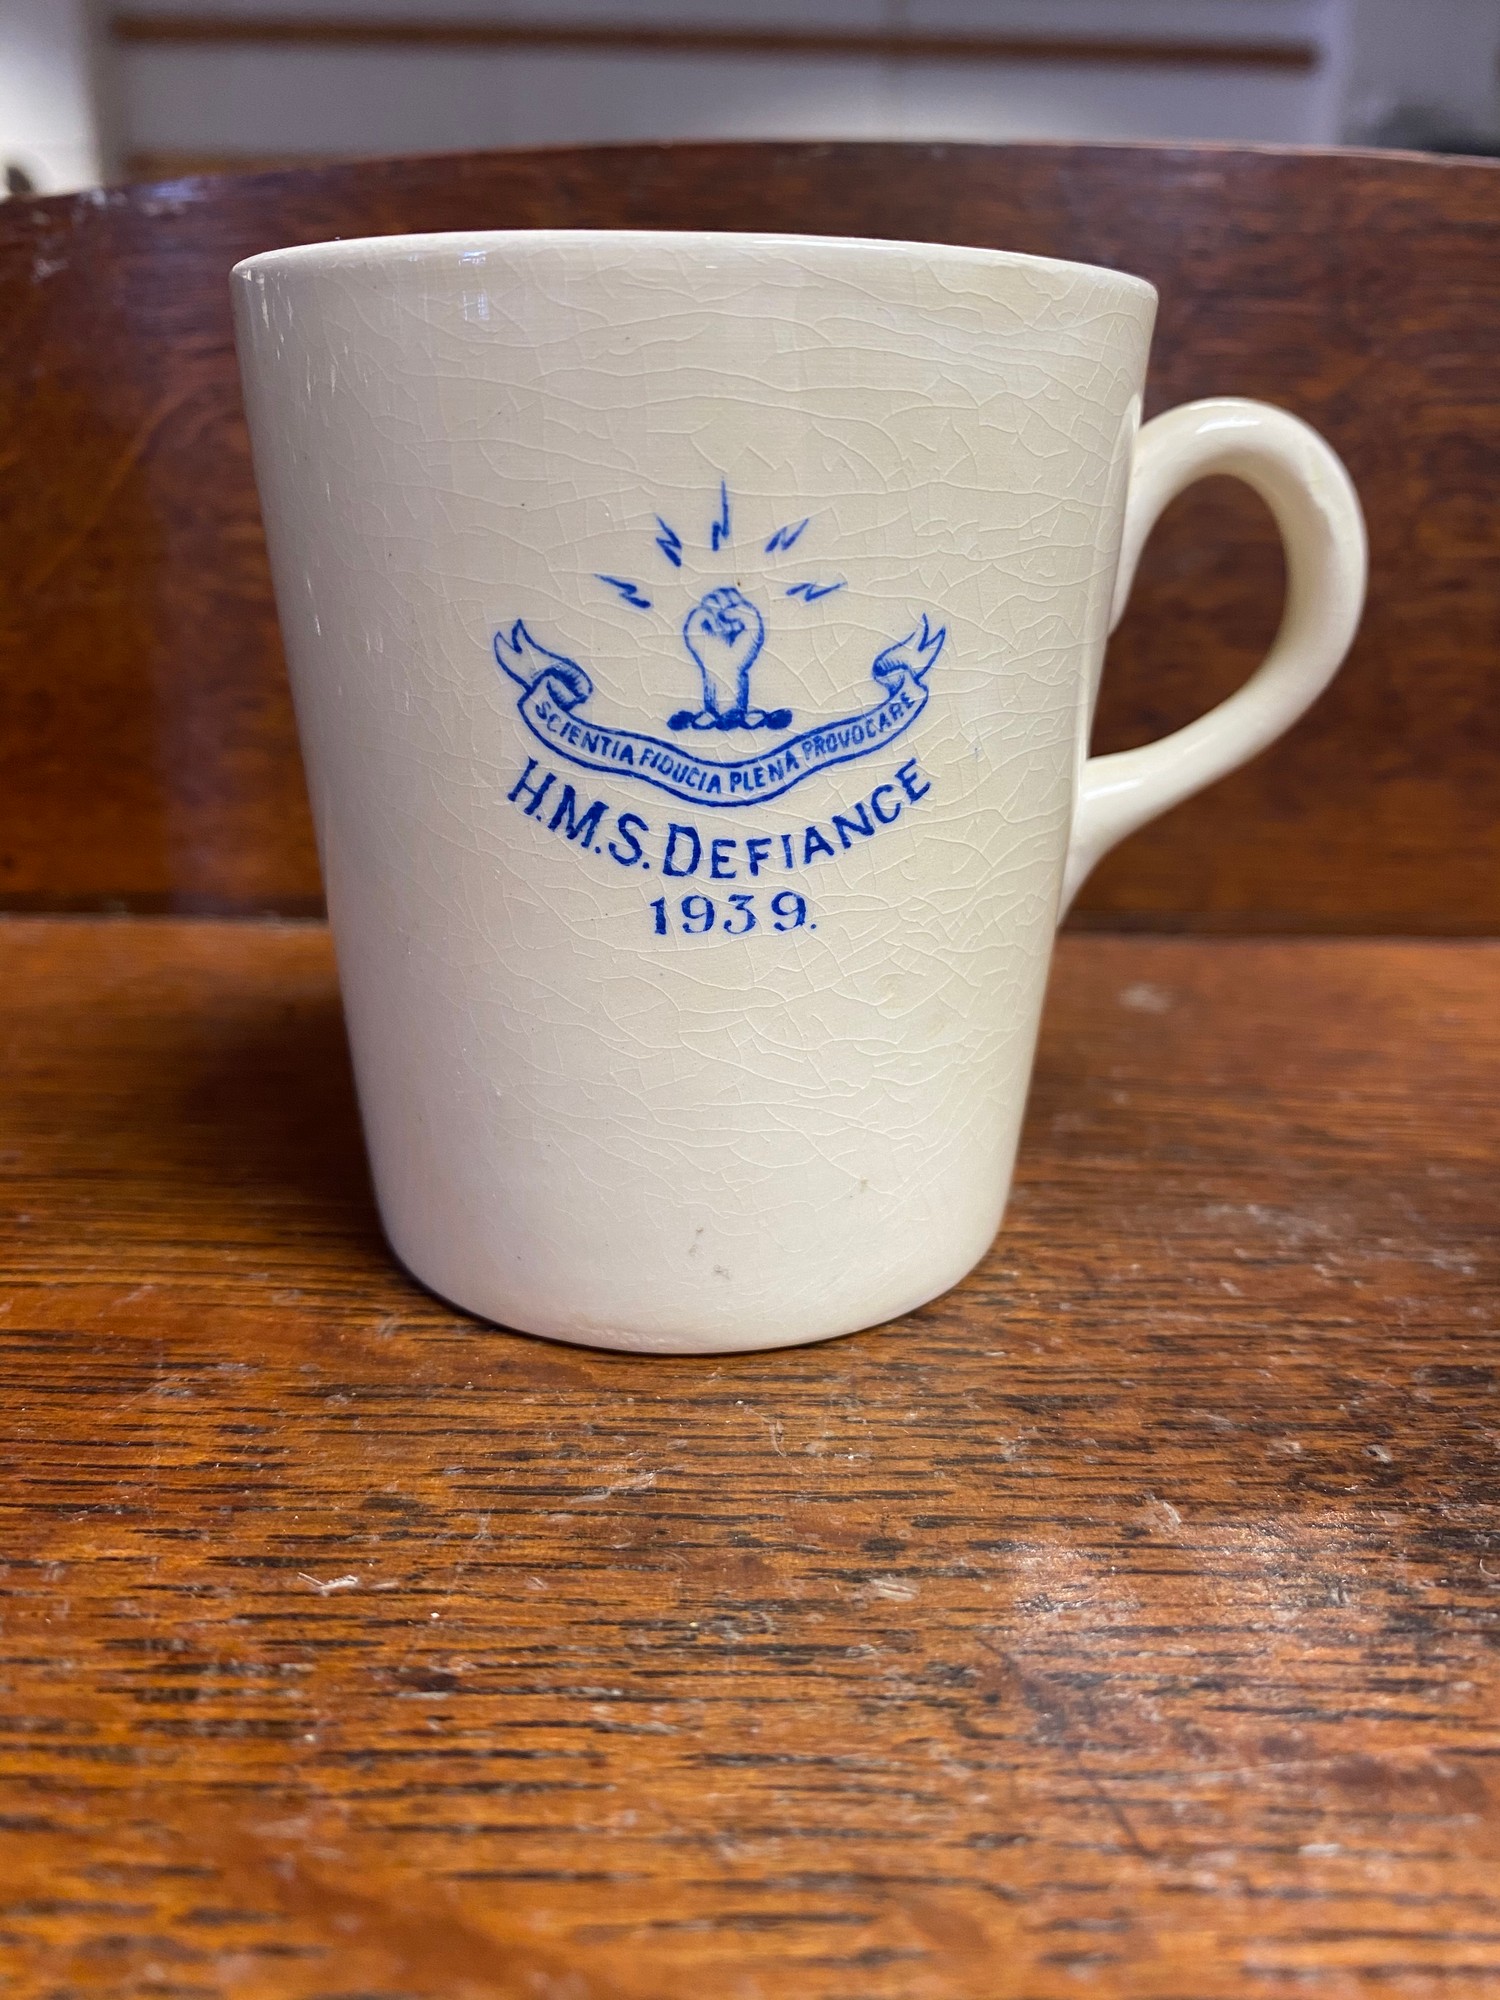 SCIENTIA FIDUCIA PLENA PROVOCARE
H.M.S. DEFIANCE
1939.